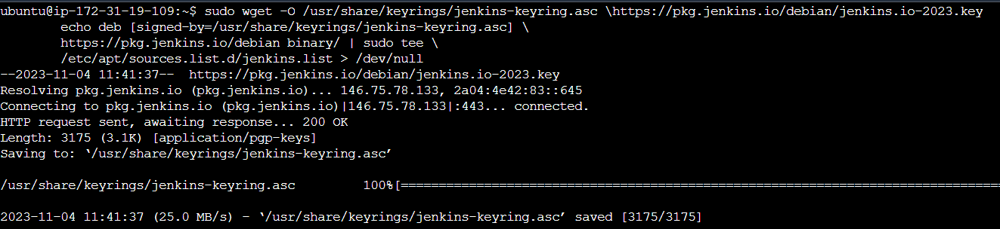 ubuntu@ip-172-31-19-109:~$ sudo wget -O /usr/share/keyrings/jenkins-keyring.asc \https://pkg.jenkins.io/debian/jenkins.io-2023.key
echo deb [signed-by=/usr/share/keyrings/jenkins-keyring.asc] \
https://pkg.jenkins.io/debian binary/ | sudo tee \
/etc/apt/sources.list.d/jenkins.list > /dev/null
--2023-11-04 11:41:37-- https://pkg.jenkins.io/debian/jenkins.io-2023.key
Resolving pkg.jenkins.io (pkg.jenkins.io)... 146.75.78.133, 2a04:4e42:83::645
Connecting to pkg.jenkins.io (pkg.jenkins.io)|146.75.78.133|:443... connected.
HTTP request sent, awaiting response... 200 OK
Length: 3175 (3.1K) [application/pgp-keys]
Saving to: ‘/usr/share/keyrings/jenkins-keyring.asc’
/usr/share/keyrings/jenkins-keyring.asc 100%[================================================================================
2023-11-04 11:41:37 (25.0 MB/s) - ‘/usr/share/keyrings/jenkins-keyring.asc’ saved [3175/3175]